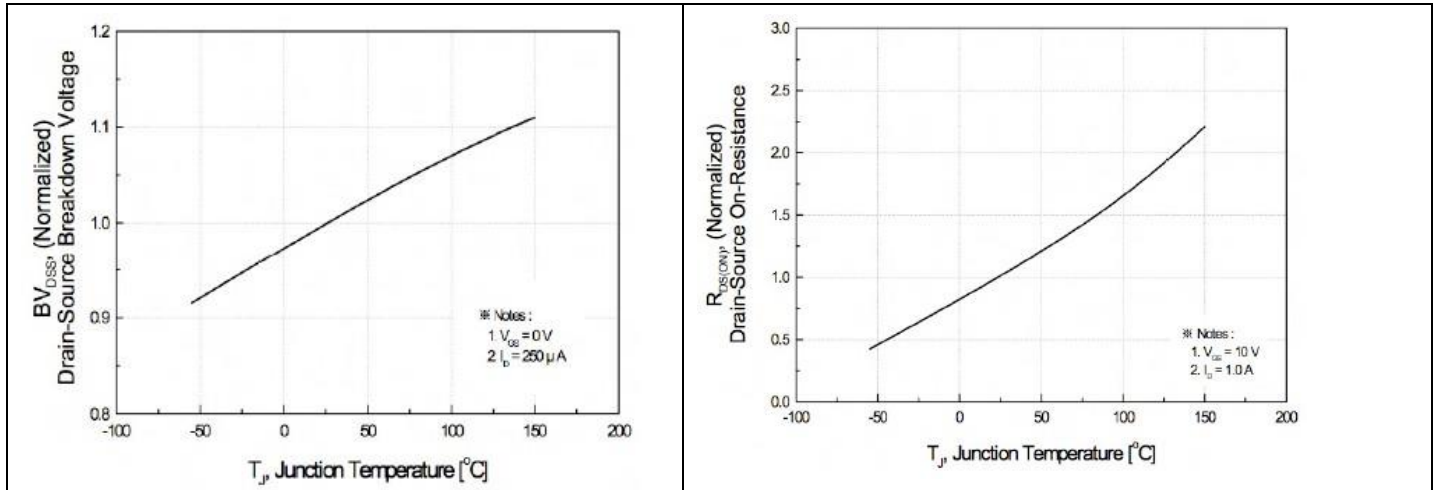 BV_DSS, (Normalized)
Drain-Source Breakdown Voltage
1.2
1.1
1.0
0.9
0.8
-100 -50 0 50 100 150 200
T_J, Junction Temperature [°C]
※ Notes :
1. V_GS = 0 V
2. I_D = 250 µA
R_DS(ON), (Normalized)
Drain-Source On-Resistance
3.0
2.5
2.0
1.5
1.0
0.5
0.0
-100 -50 0 50 100 150 200
T_J, Junction Temperature [°C]
※ Notes :
1. V_GS = 10 V
2. I_D = 1.0 A